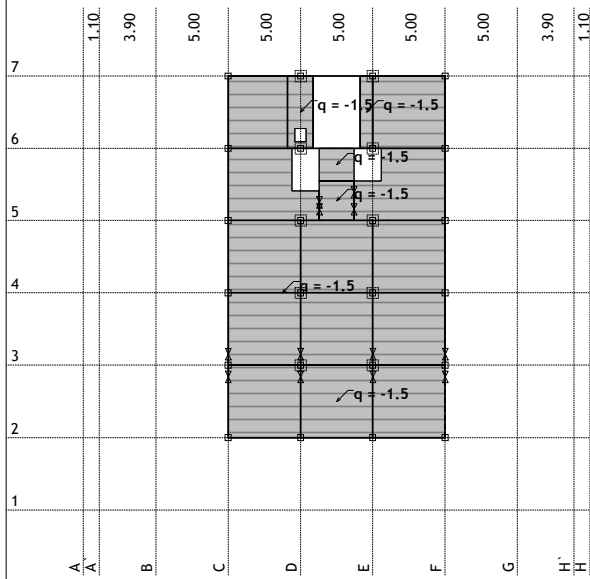 1.10
3.90
5.00
5.00
5.00
5.00
5.00
3.90
1.10
7
q = -1.5
q = -1.5
6
q = -1.5
q = -1.5
5
4
q = -1.5
3
q = -1.5
2
1
A
A`
B
C
D
E
F
G
H`
H